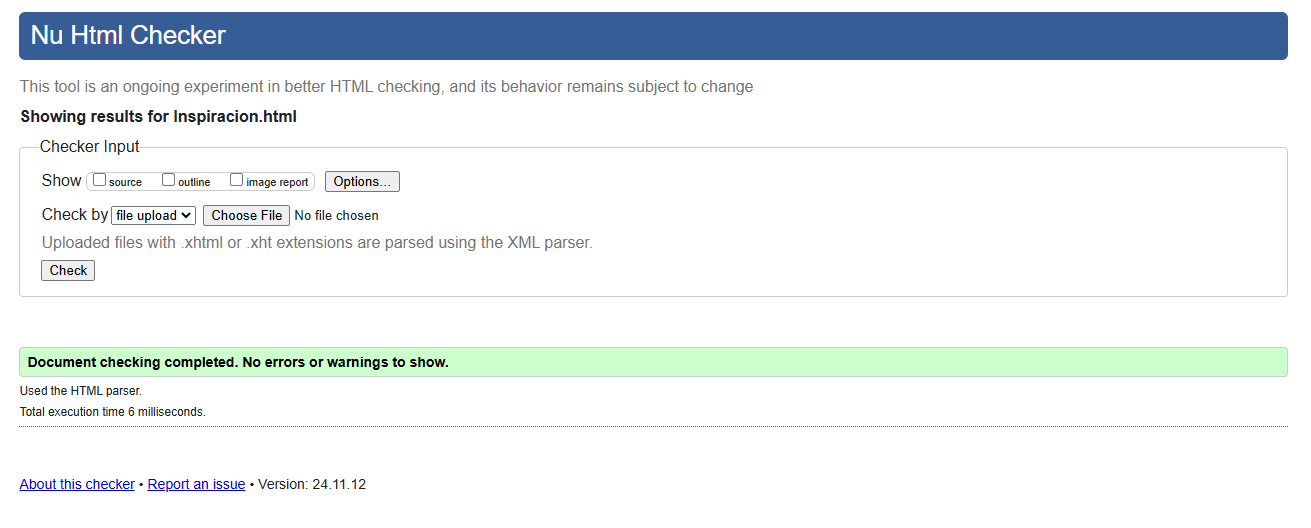 Nu Html Checker
This tool is an ongoing experiment in better HTML checking, and its behavior remains subject to change
Showing results for Inspiracion.html
Checker Input
Show source outline image report Options...
Check by file upload Choose File No file chosen
Uploaded files with .xhtml or .xht extensions are parsed using the XML parser.
Check
Document checking completed. No errors or warnings to show.
Used the HTML parser.
Total execution time 6 milliseconds.
About this checker • Report an issue • Version: 24.11.12